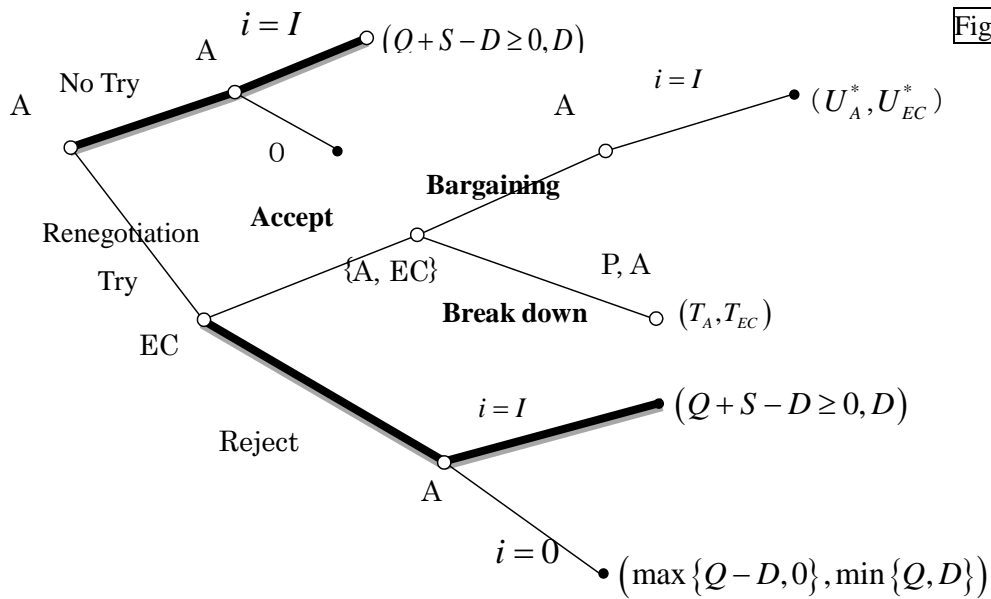 Fig
i = I
(Q + S − D ≥ 0, D)
A
No Try
A
0
i = I
A
(U*_A, U*_EC)
Bargaining
Accept
Renegotiation
Try
{A, EC}
P, A
Break down
(T_A, T_EC)
EC
i = I
(Q + S − D ≥ 0, D)
Reject
A
i = 0
(max{Q − D, 0}, min{Q, D})